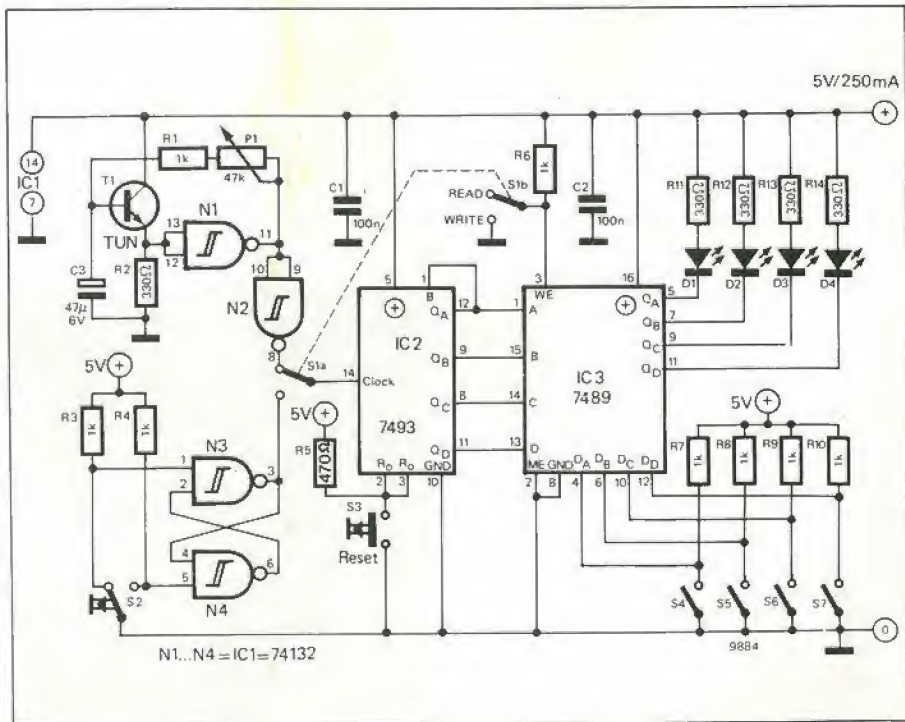 5V/250mA
14
IC1
7
T1
TUN
R1
1k
P1
47k
N1
13
12
11
R2
330Ω
C3
47µ
6V
10
9
N2
8
S1a
C1
100n
READ
WRITE
S1b
R6
1k
C2
100n
R11
330Ω
R12
330Ω
R13
330Ω
R14
330Ω
D1
D2
D3
D4
5
1
B
QA
12
IC2
QB
9
14
Clock
QC
8
7493
QD
11
R0
R0
GND
2
3
10
3
WE
16
1
A
QA
5
QB
7
15
B
QC
9
IC3
QD
11
14
C
7489
13
D
ME
GND
DA
DB
DC
DD
2
8
4
6
10
12
5V
R3
1k
R4
1k
N3
1
2
3
4
5
6
N4
S2
5V
R5
470Ω
S3
Reset
5V
R7
1k
R8
1k
R9
1k
R10
1k
S4
S5
S6
S7
0
9884
N1...N4=IC1=74132